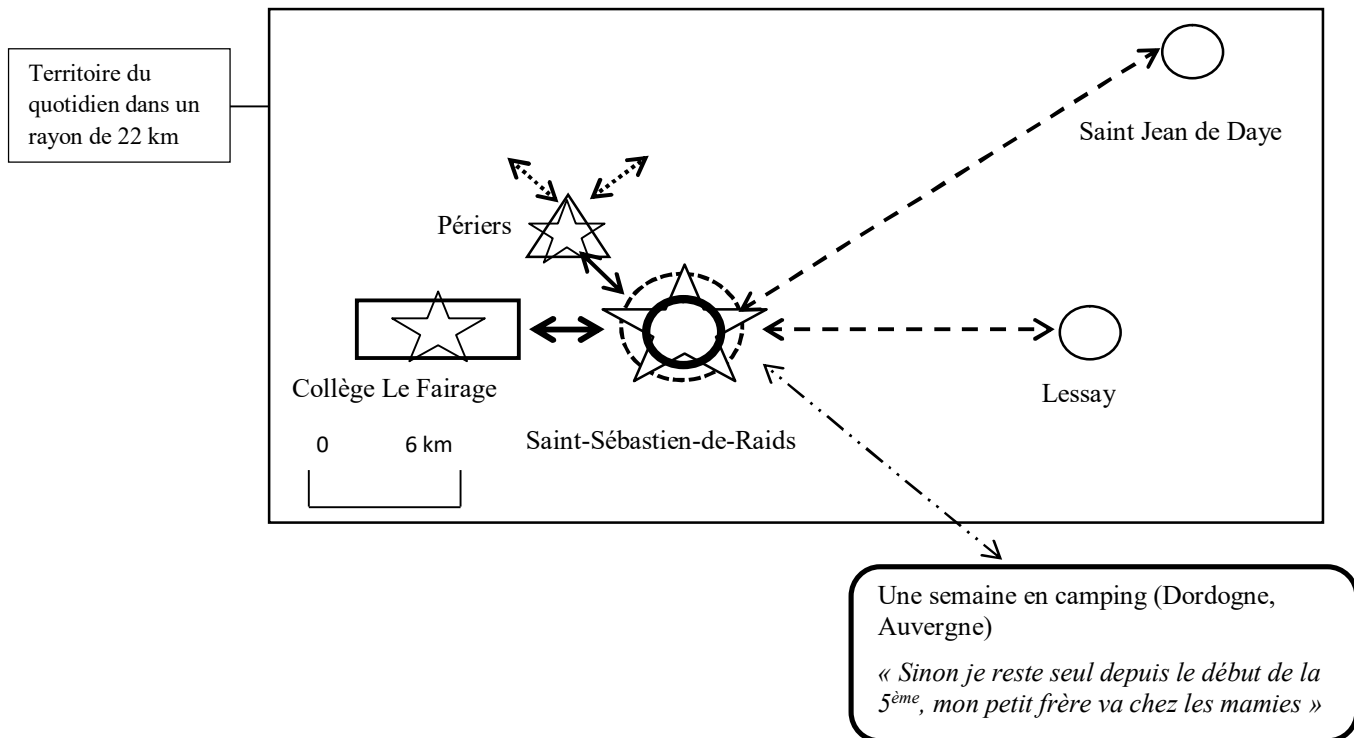 Territoire du
quotidien dans un
rayon de 22 km
Saint Jean de Daye
Périers
Collège Le Fairage
Lessay
0 6 km
Saint-Sébastien-de-Raids
Une semaine en camping (Dordogne,
Auvergne)
« Sinon je reste seul depuis le début de la
5ème, mon petit frère va chez les mamies »